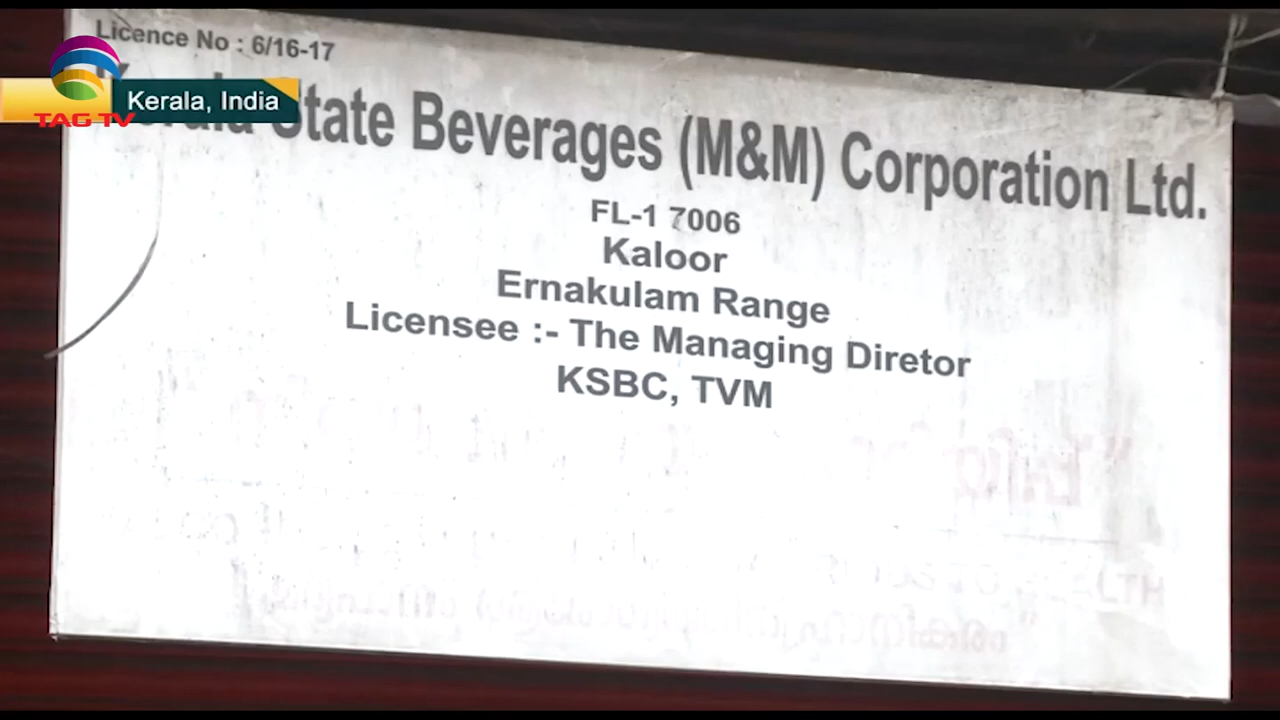 Licence No : 6/16-17
TAG TV
Kerala, India
Kerala State Beverages (M&M) Corporation Ltd.
FL-1 7006
Kaloor
Ernakulam Range
Licensee :- The Managing Diretor
KSBC, TVM